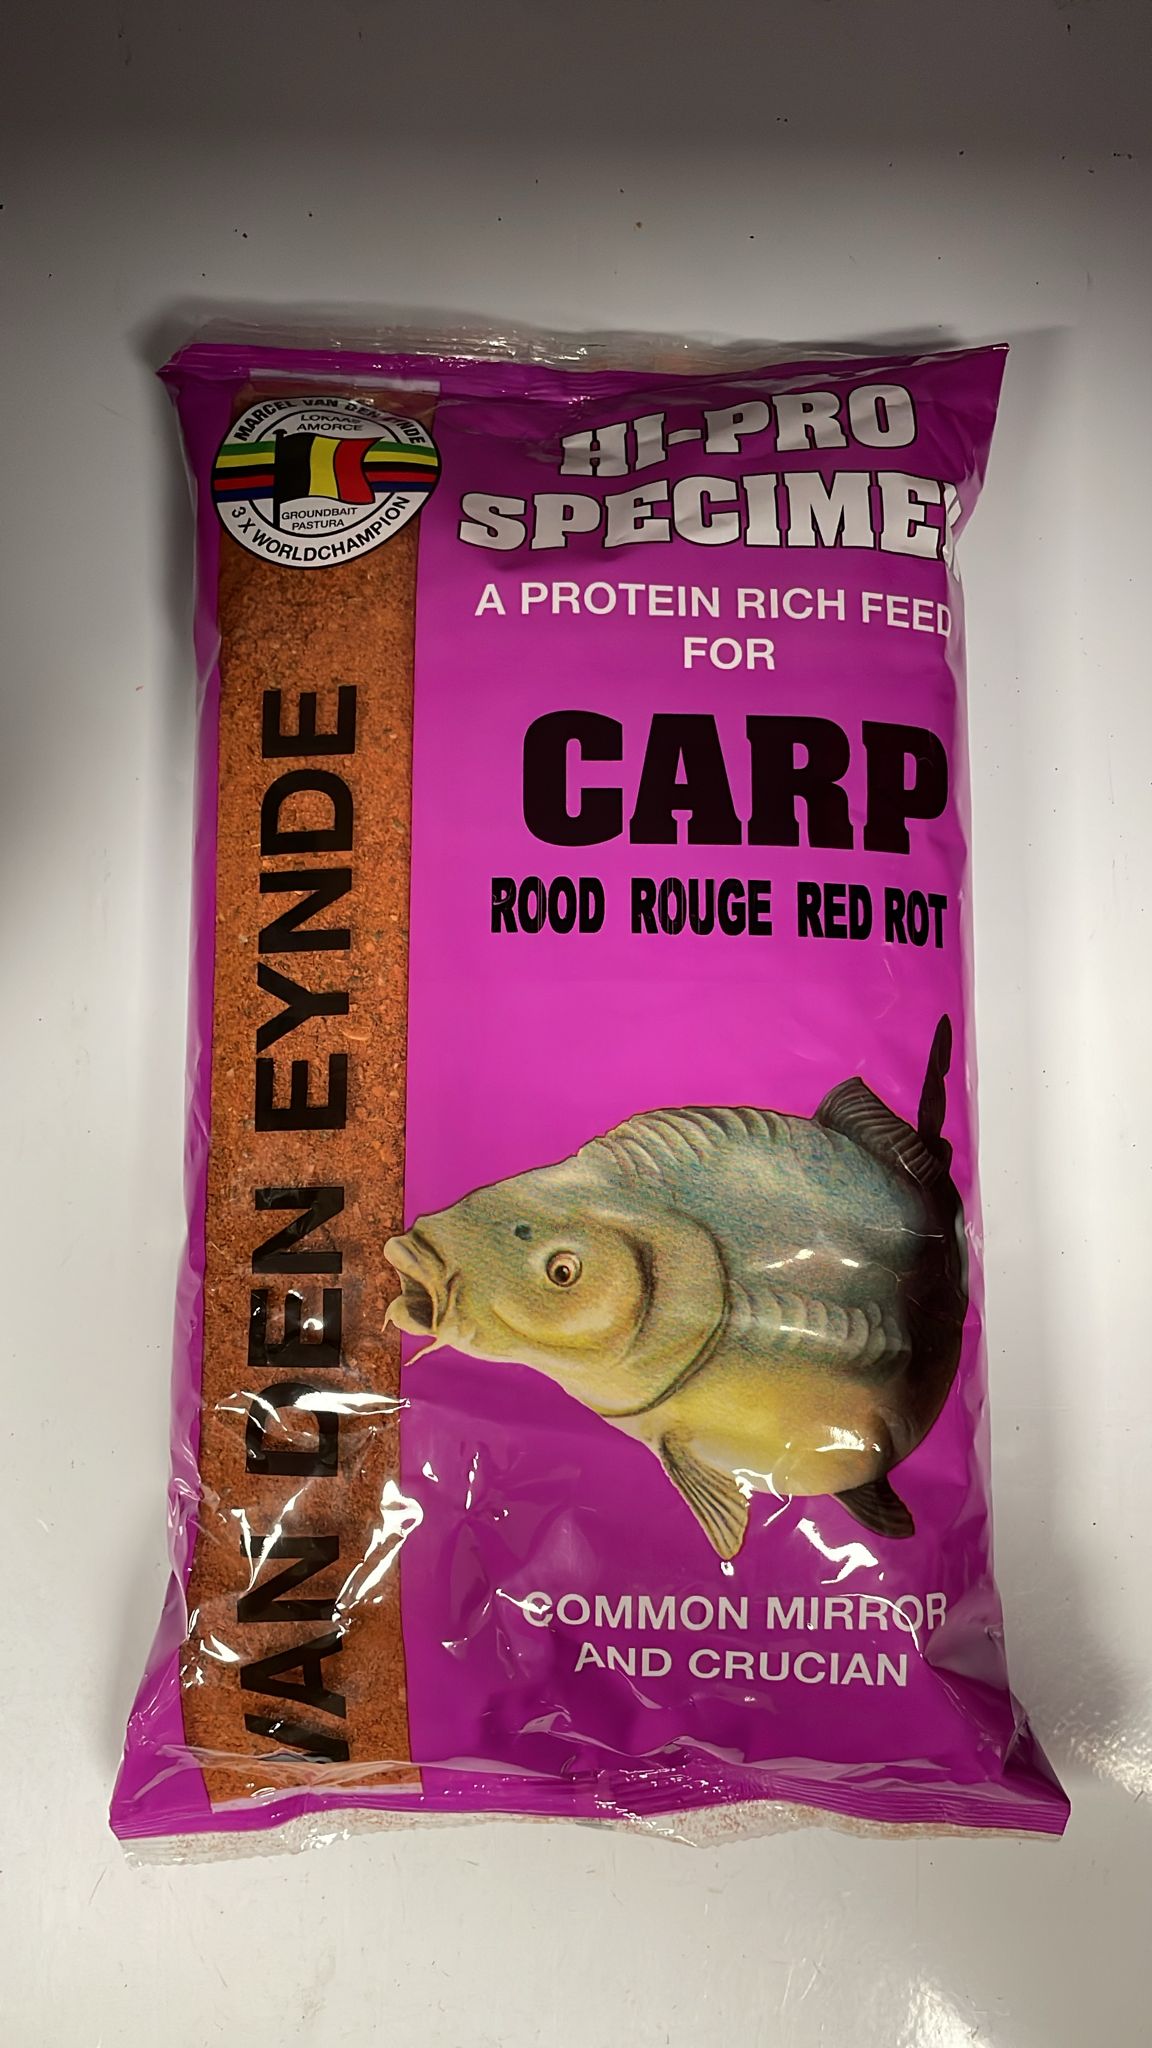 MARCEL VAN DEN EYNDE
LOKAAS
AMORCE
GROUNDBAIT
PASTURA
3 X WORLDCHAMPION
HI-PRO
SPECIMEN
A PROTEIN RICH FEED
FOR
CARP
ROOD ROUGE RED ROT
VAN DEN EYNDE
COMMON MIRROR
AND CRUCIAN